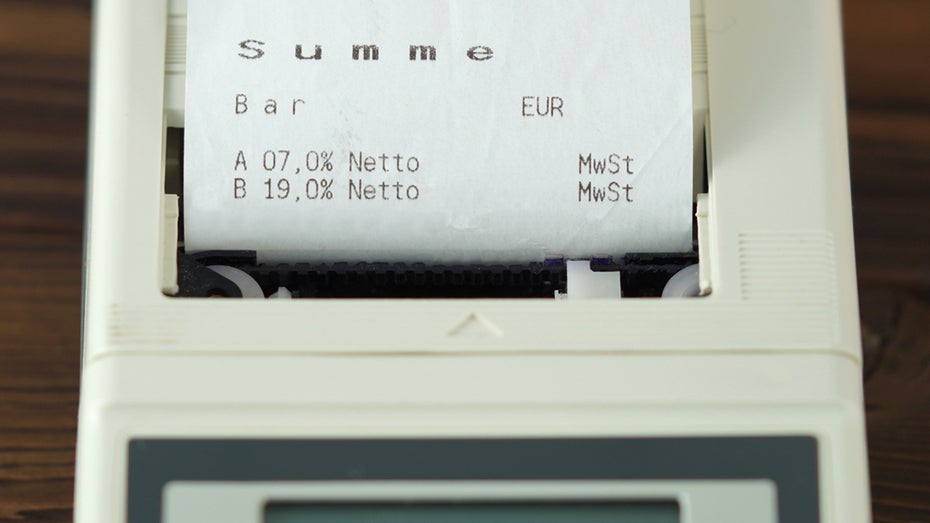 Summe
Bar EUR
A 07,0% Netto MwSt
B 19,0% Netto MwSt